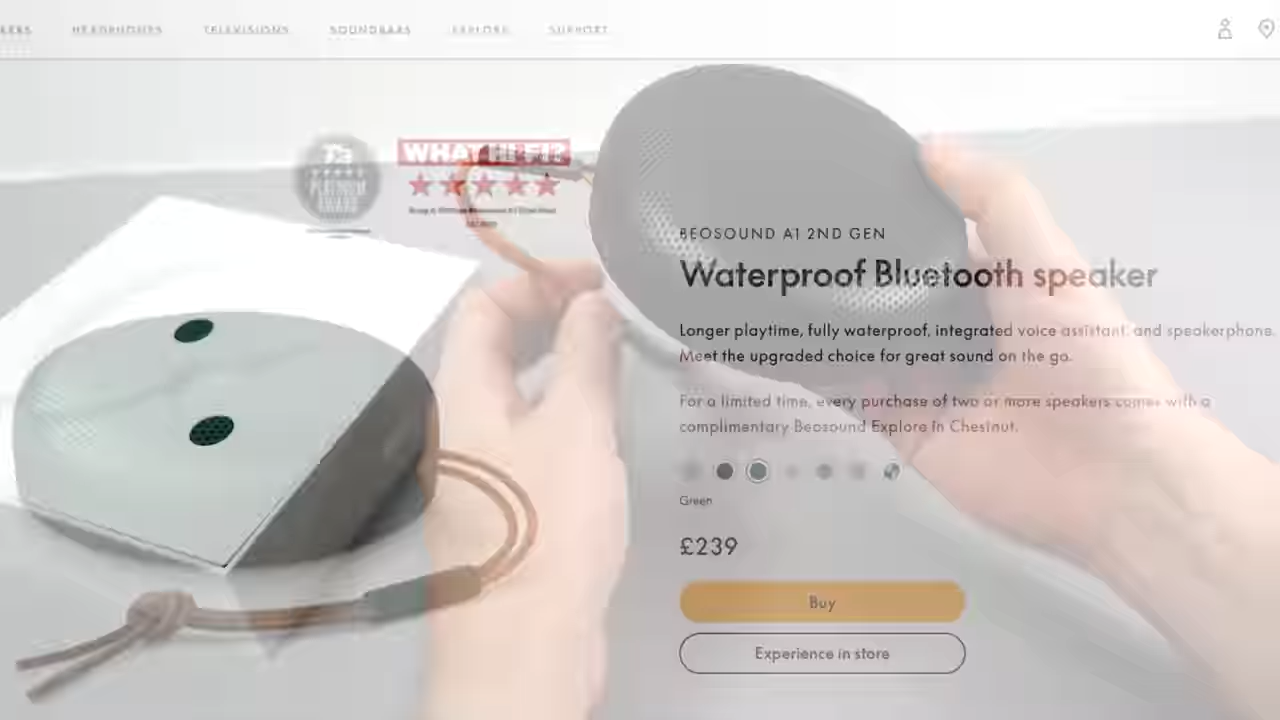 HEADPHONES TELEVISIONS SOUNDBARS EXPLORE SUPPORT
T3
PLATINUM
AWARD
WHAT HI-FI?
BEOSOUND A1 2ND GEN
Waterproof Bluetooth speaker
Longer playtime, fully waterproof, integrated voice assistant, and speakerphone.
Meet the upgraded choice for great sound on the go.
For a limited time, every purchase of two or more speakers comes with a
complimentary Beosound Explore in Chestnut.
Green
£239
Buy
Experience in store